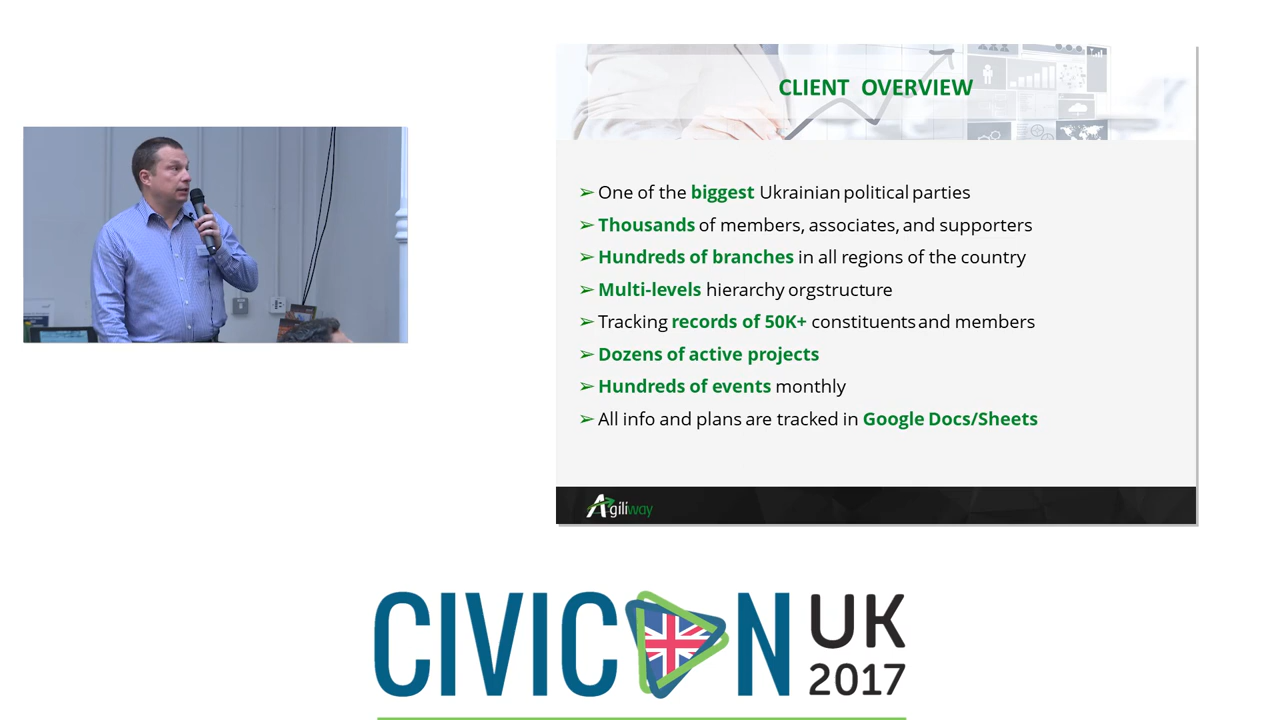 CLIENT OVERVIEW
➢ One of the biggest Ukrainian political parties
➢ Thousands of members, associates, and supporters
➢ Hundreds of branches in all regions of the country
➢ Multi-levels hierarchy orgstructure
➢ Tracking records of 50K+ constituents and members
➢ Dozens of active projects
➢ Hundreds of events monthly
➢ All info and plans are tracked in Google Docs/Sheets
Agiliway
CIVICON UK
2017